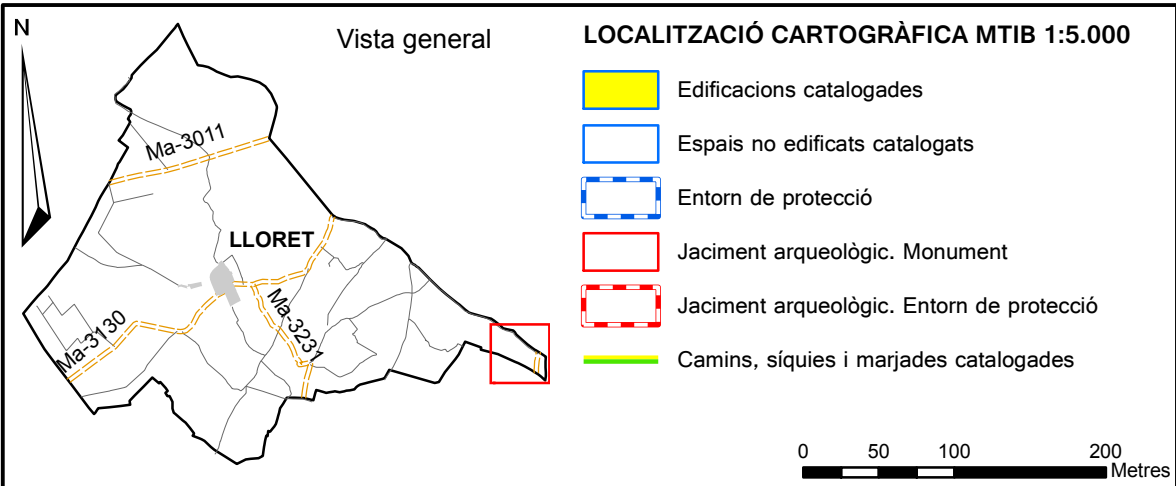 N
Vista general
Ma-3011
LLORET
Ma-3231
Ma-3130
LOCALITZACIÓ CARTOGRÀFICA MTIB 1:5.000
Edificacions catalogades
Espais no edificats catalogats
Entorn de protecció
Jaciment arqueològic. Monument
Jaciment arqueològic. Entorn de protecció
Camins, síquies i marjades catalogades
0 50 100 200
Metres